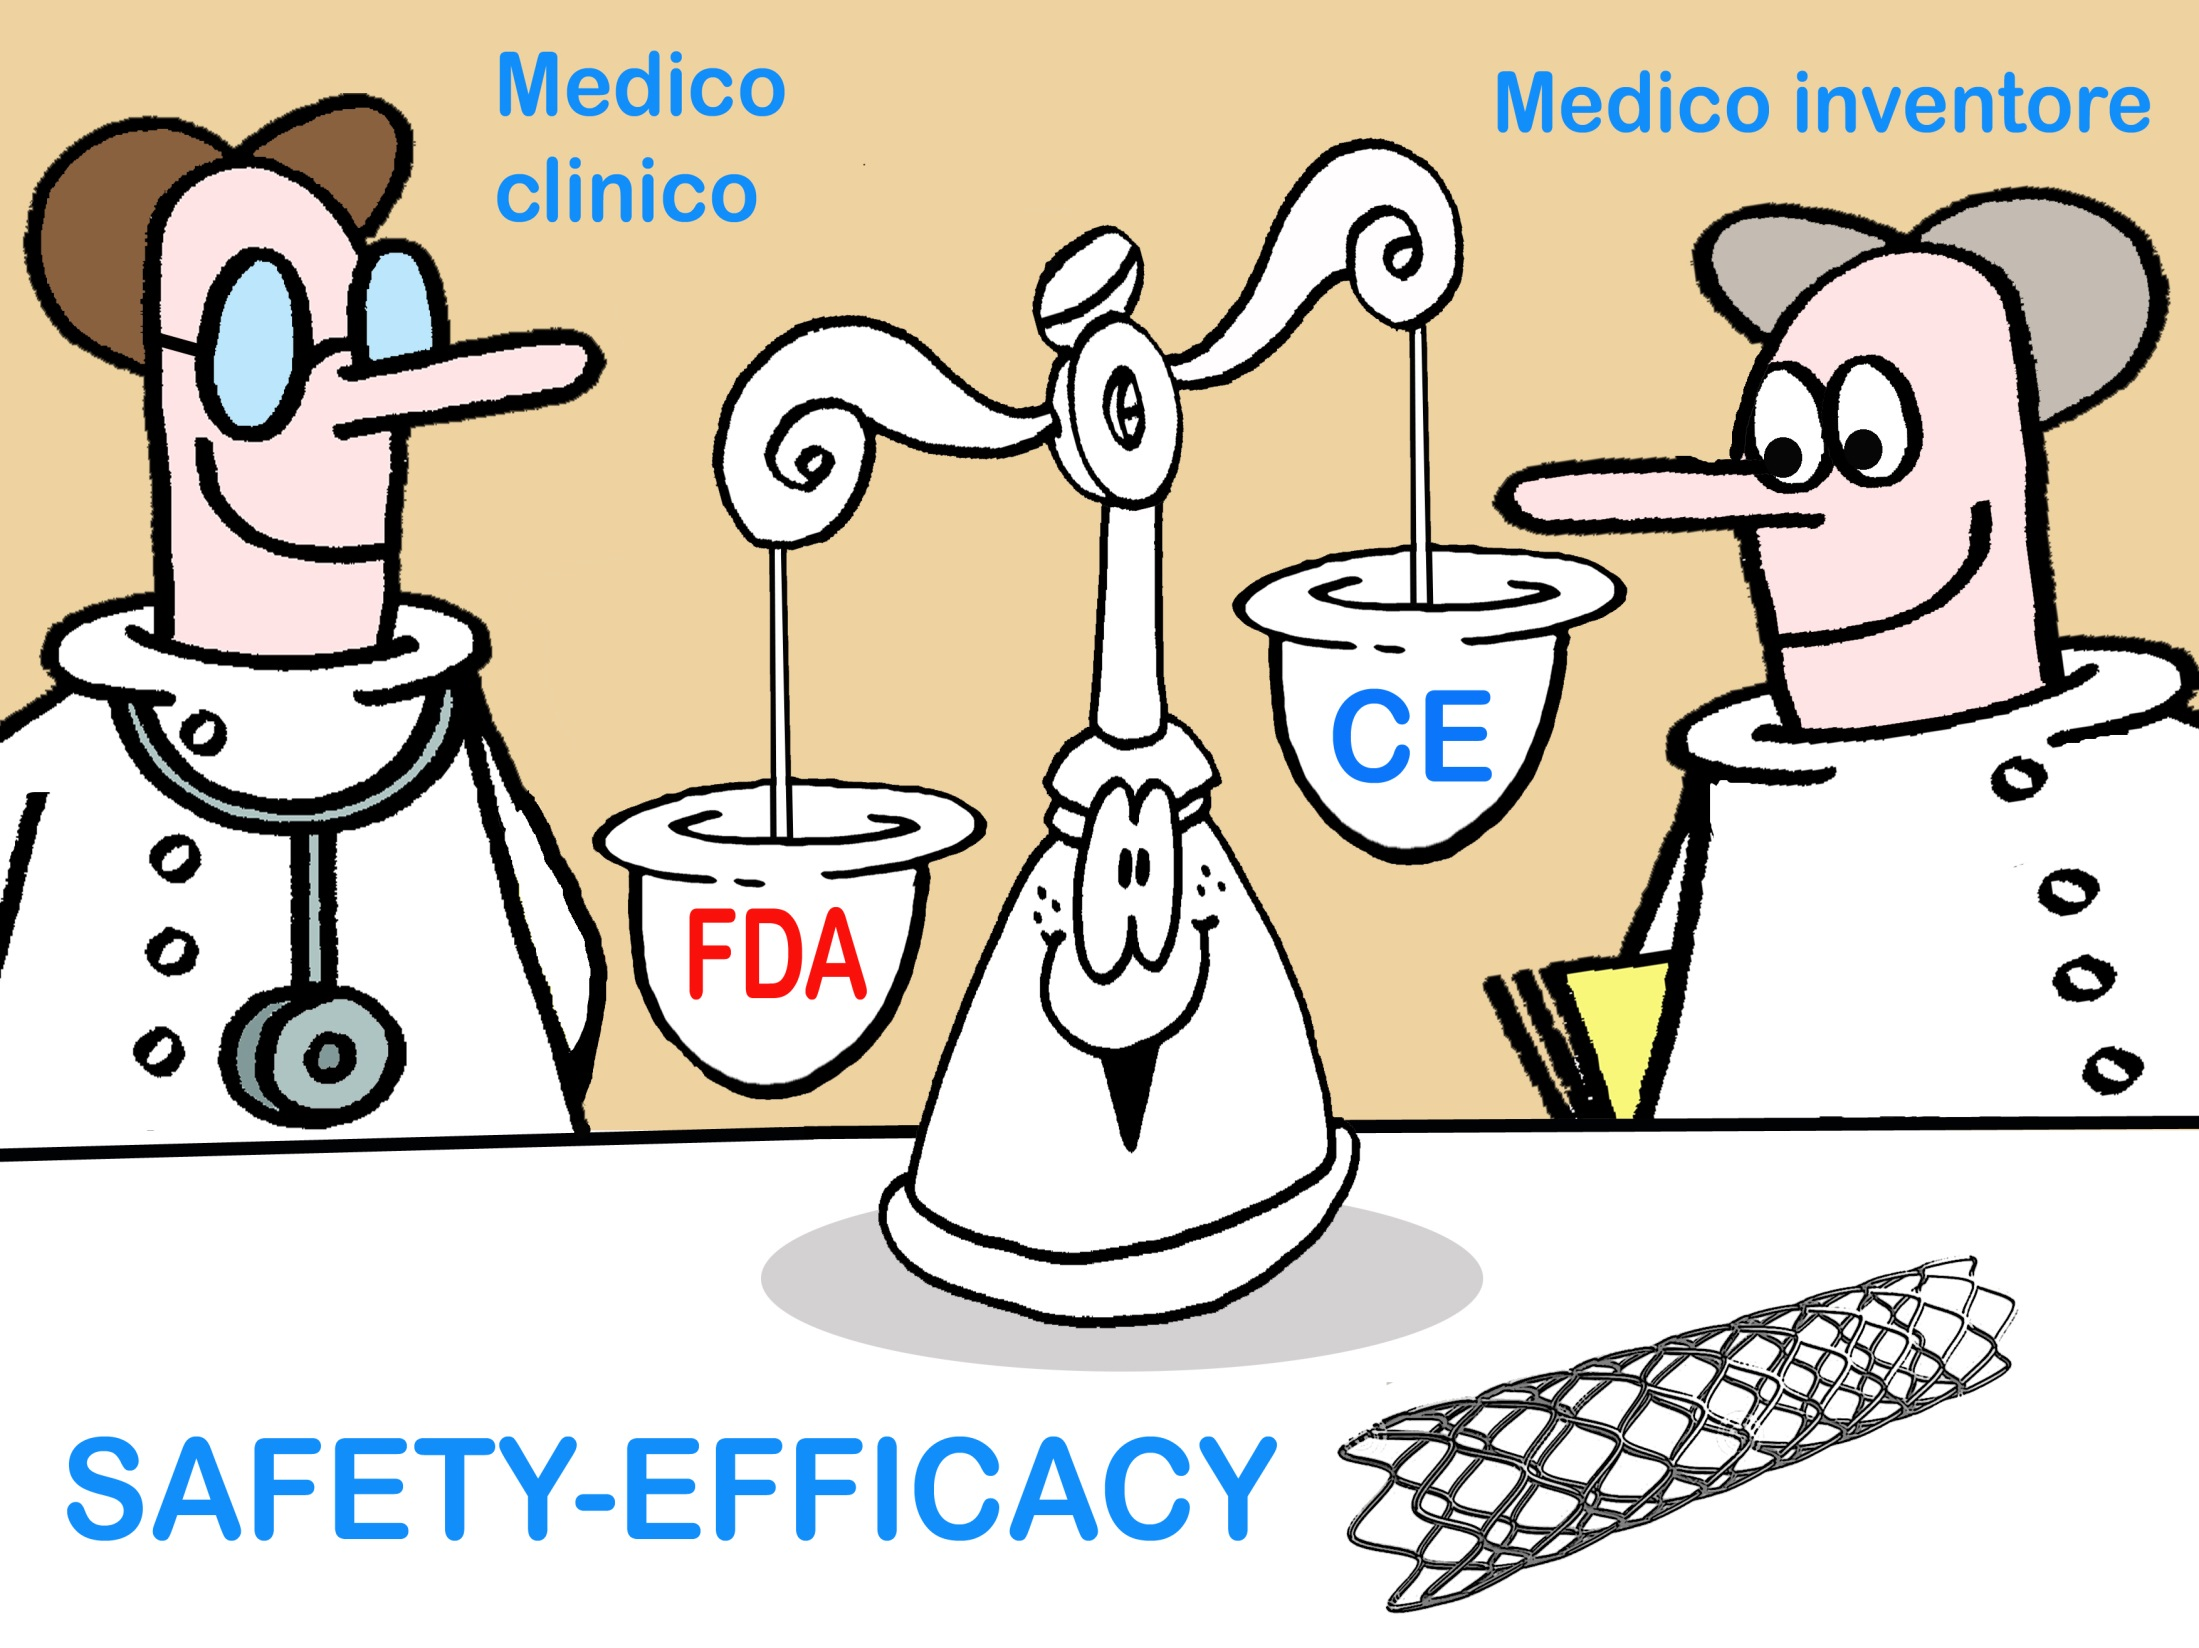 Medico
clinico
Medico inventore
CE
FDA
SAFETY-EFFICACY